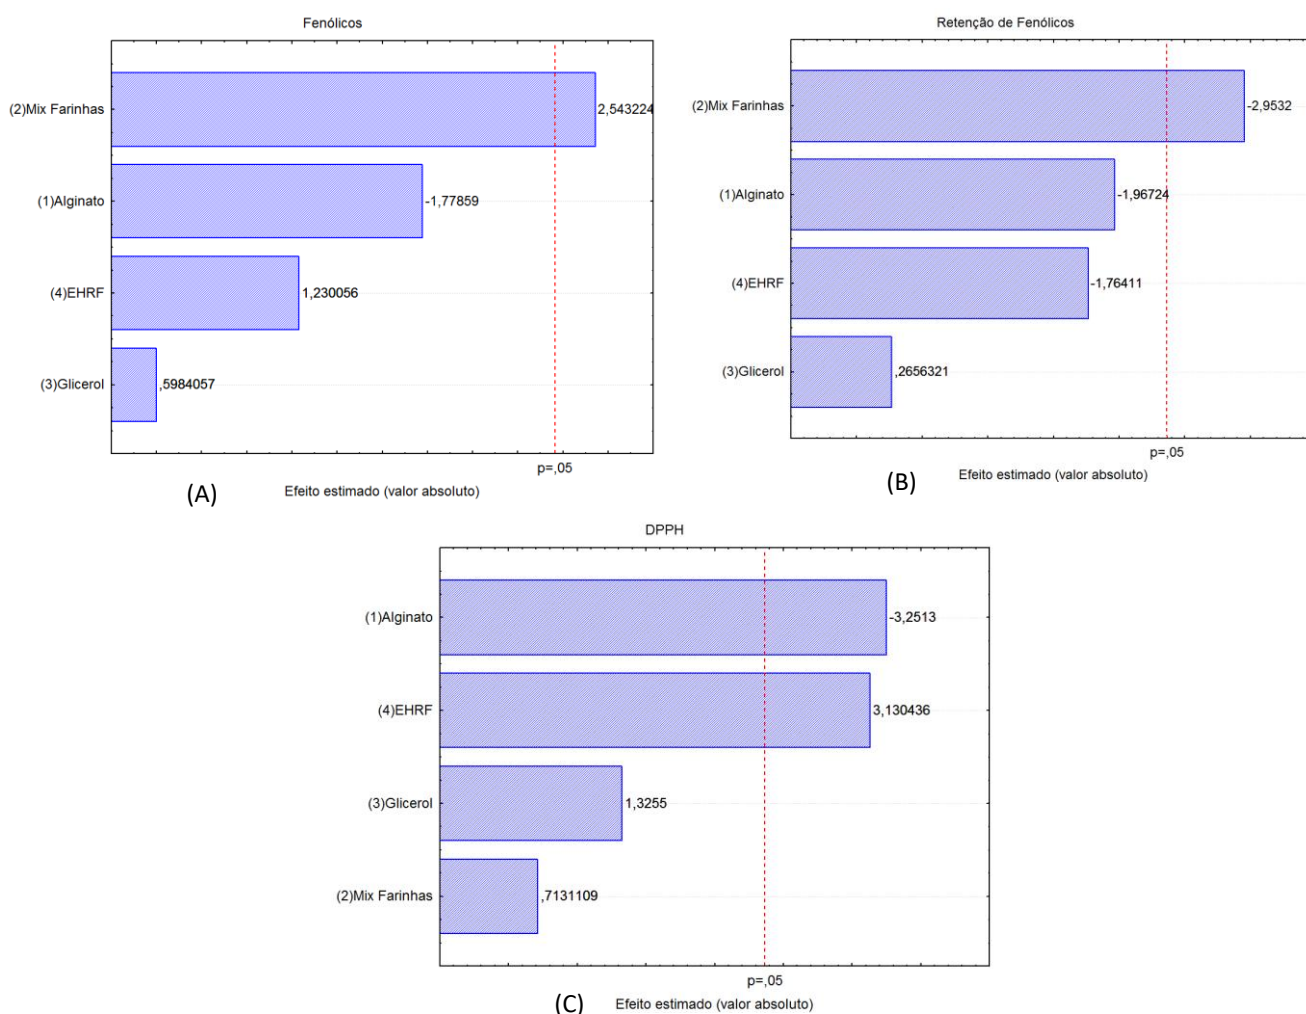 Fenólicos
(2)Mix Farinhas
2,543224
(1)Alginato
-1,77859
(4)EHRF
1,230056
(3)Glicerol
,5984057
p=,05
Efeito estimado (valor absoluto)
(A)
Retenção de Fenólicos
(2)Mix Farinhas
-2,9532
(1)Alginato
-1,96724
(4)EHRF
-1,76411
(3)Glicerol
,2656321
p=,05
Efeito estimado (valor absoluto)
(B)
DPPH
(1)Alginato
-3,2513
(4)EHRF
3,130436
(3)Glicerol
1,3255
(2)Mix Farinhas
,7131109
p=,05
Efeito estimado (valor absoluto)
(C)